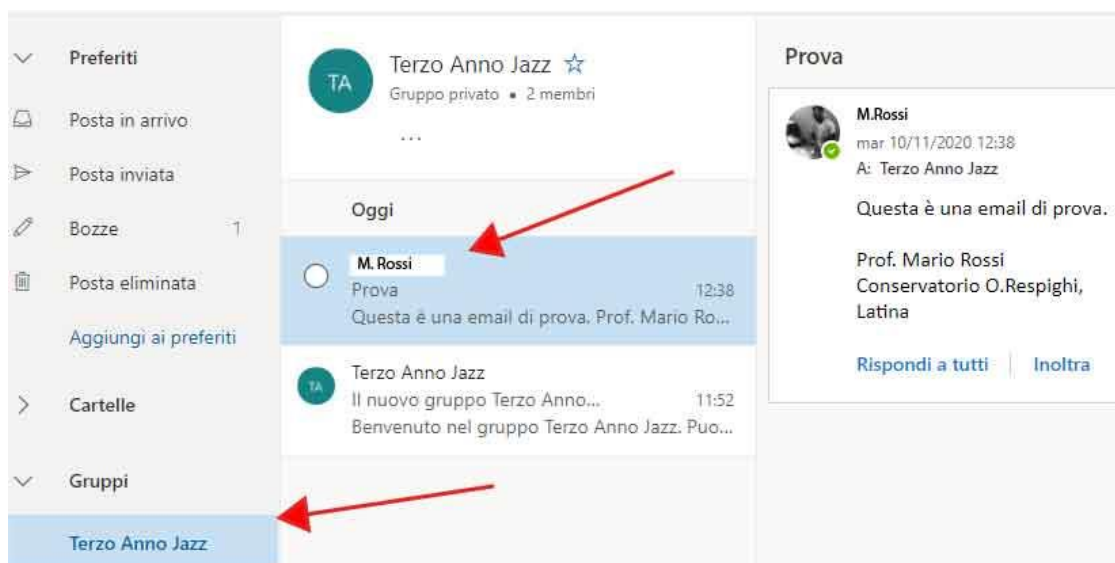 Preferiti
Posta in arrivo
Posta inviata
Bozze 1
Posta eliminata
Aggiungi ai preferiti
Cartelle
Gruppi
Terzo Anno Jazz
TA
Terzo Anno Jazz
Gruppo privato • 2 membri
...
Oggi
M. Rossi
Prova 12:38
Questa è una email di prova. Prof. Mario Ro...
TA
Terzo Anno Jazz
Il nuovo gruppo Terzo Anno... 11:52
Benvenuto nel gruppo Terzo Anno Jazz. Puo...
Prova
M.Rossi
mar 10/11/2020 12:38
A: Terzo Anno Jazz
Questa è una email di prova.
Prof. Mario Rossi
Conservatorio O.Respighi,
Latina
Rispondi a tutti | Inoltra